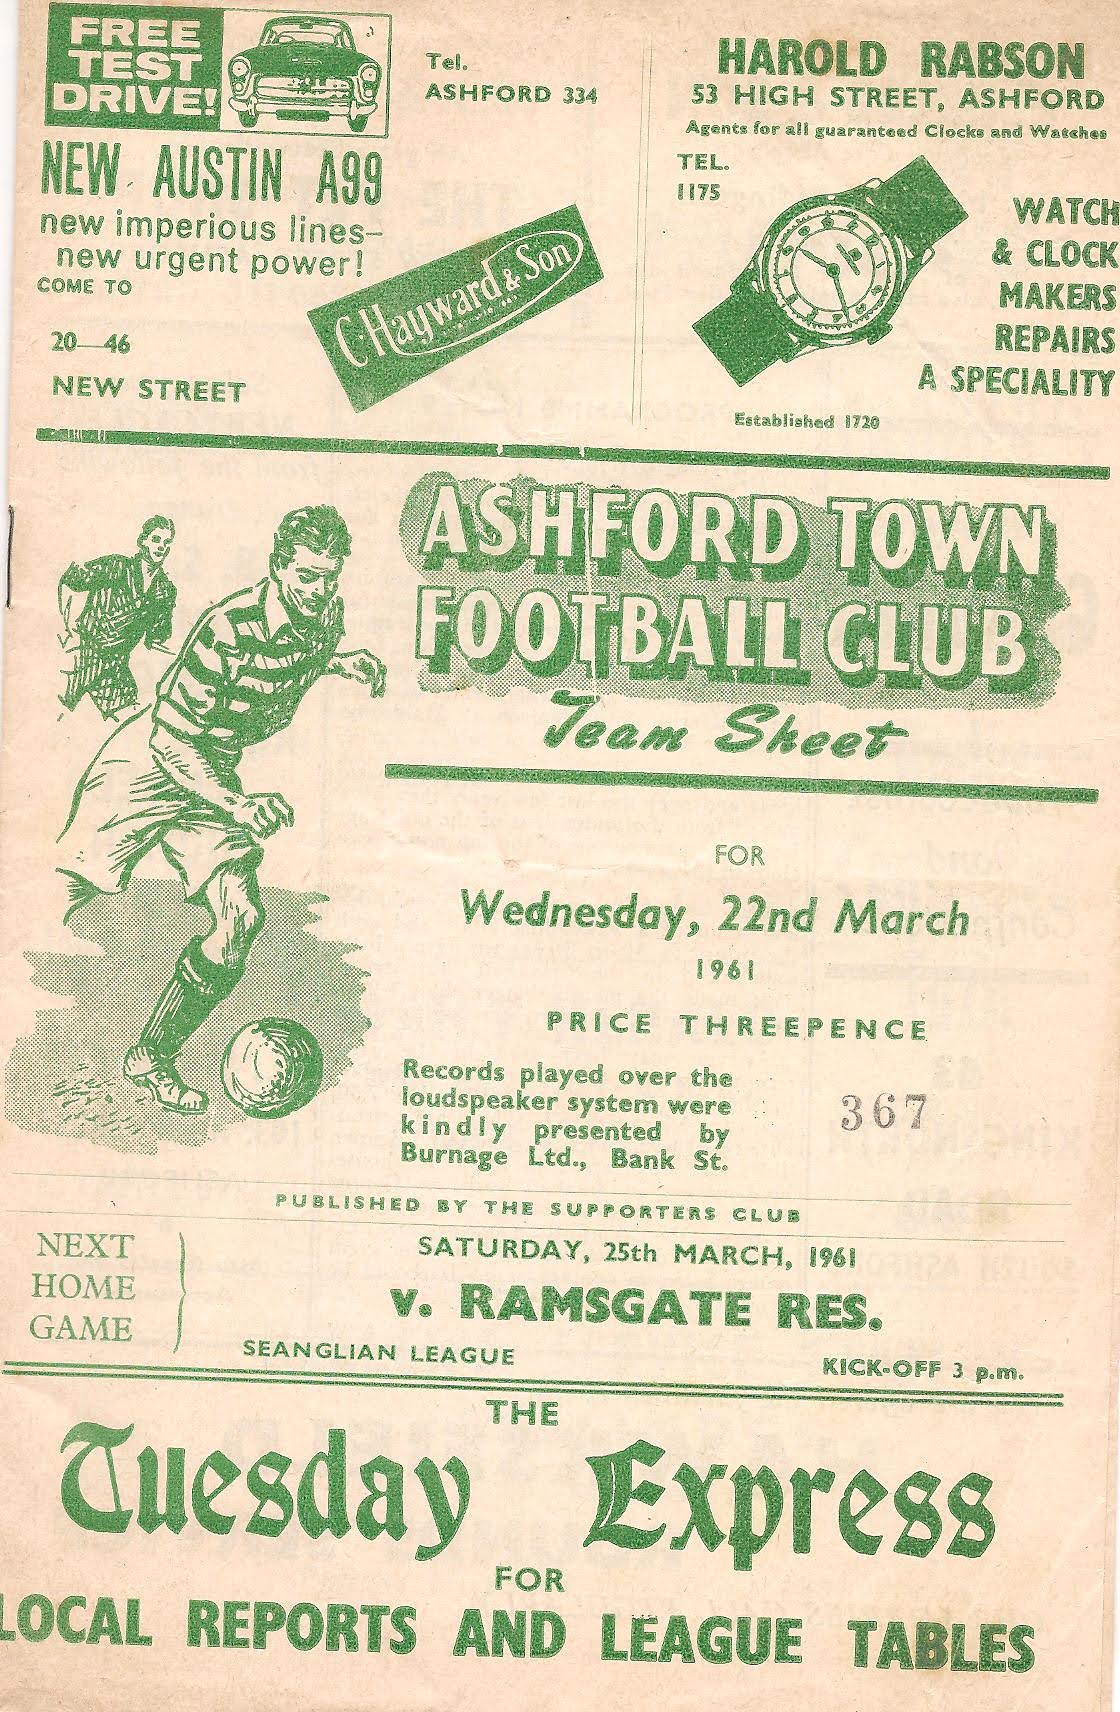 FREE
TEST
DRIVE!
NEW AUSTIN A99
new imperious lines–
new urgent power!
COME TO
20—46
NEW STREET
Tel.
ASHFORD 334
C. Hayward & Son
HAROLD RABSON
53 HIGH STREET, ASHFORD
Agents for all guaranteed Clocks and Watches
TEL.
1175
WATCH
& CLOCK
MAKERS
REPAIRS
A SPECIALITY
Established 1720
ASHFORD TOWN
FOOTBALL CLUB
Team Sheet
FOR
Wednesday, 22nd March
1961
PRICE THREEPENCE
Records played over the
loudspeaker system were
kindly presented by
Burnage Ltd., Bank St.
367
PUBLISHED BY THE SUPPORTERS CLUB
NEXT
HOME
GAME
SATURDAY, 25th MARCH, 1961
v. RAMSGATE RES.
SEANGLIAN LEAGUE
KICK-OFF 3 p.m.
THE
Tuesday Express
FOR
LOCAL REPORTS AND LEAGUE TABLES